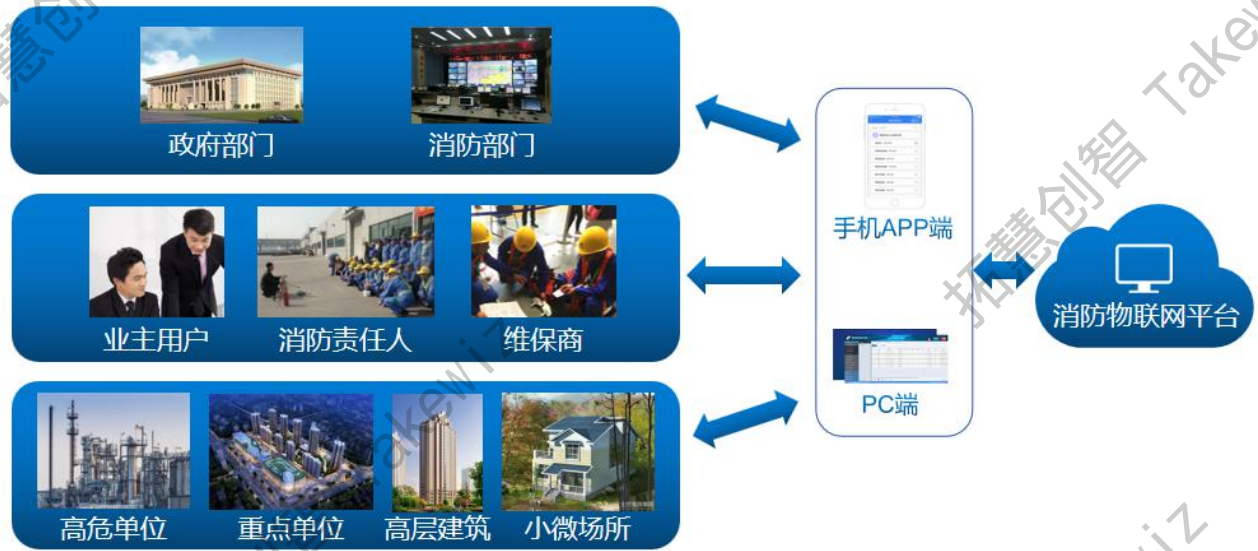 政府部门
消防部门
业主用户
消防责任人
维保商
高危单位
重点单位
高层建筑
小微场所
手机APP端
PC端
消防物联网平台
拓慧创智 Takewiz